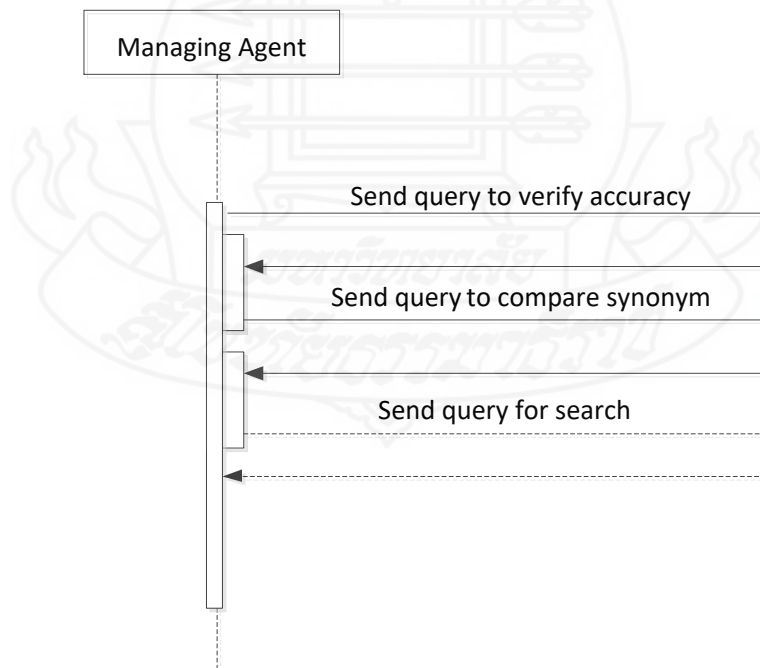 Managing Agent
Send query to verify accuracy
Send query to compare synonym
Send query for search